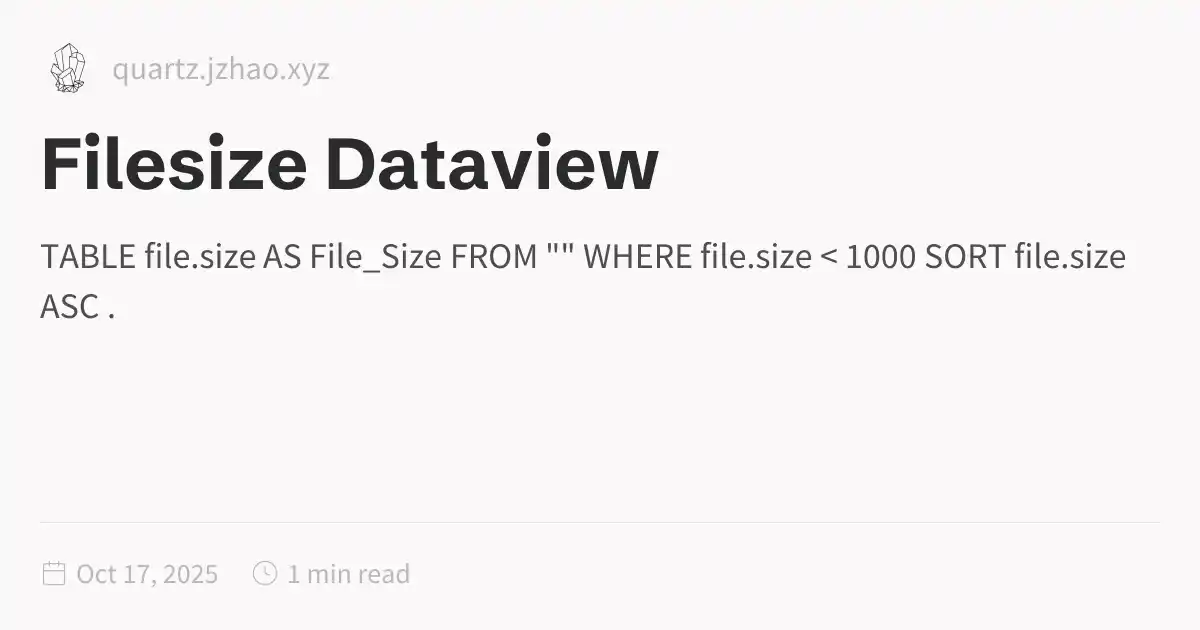 quartz.jzhao.xyz
Filesize Dataview
TABLE file.size AS File_Size FROM "" WHERE file.size < 1000 SORT file.size
ASC .
Oct 17, 2025 1 min read